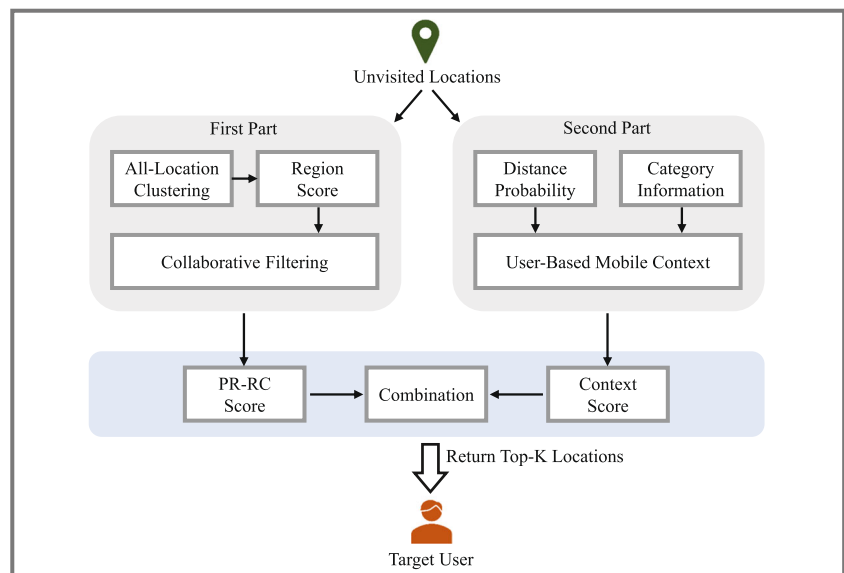 Unvisited Locations
First Part
All-Location
Clustering
Region
Score
Collaborative Filtering
Second Part
Distance
Probability
Category
Information
User-Based Mobile Context
PR-RC
Score
Combination
Context
Score
Return Top-K Locations
Target User